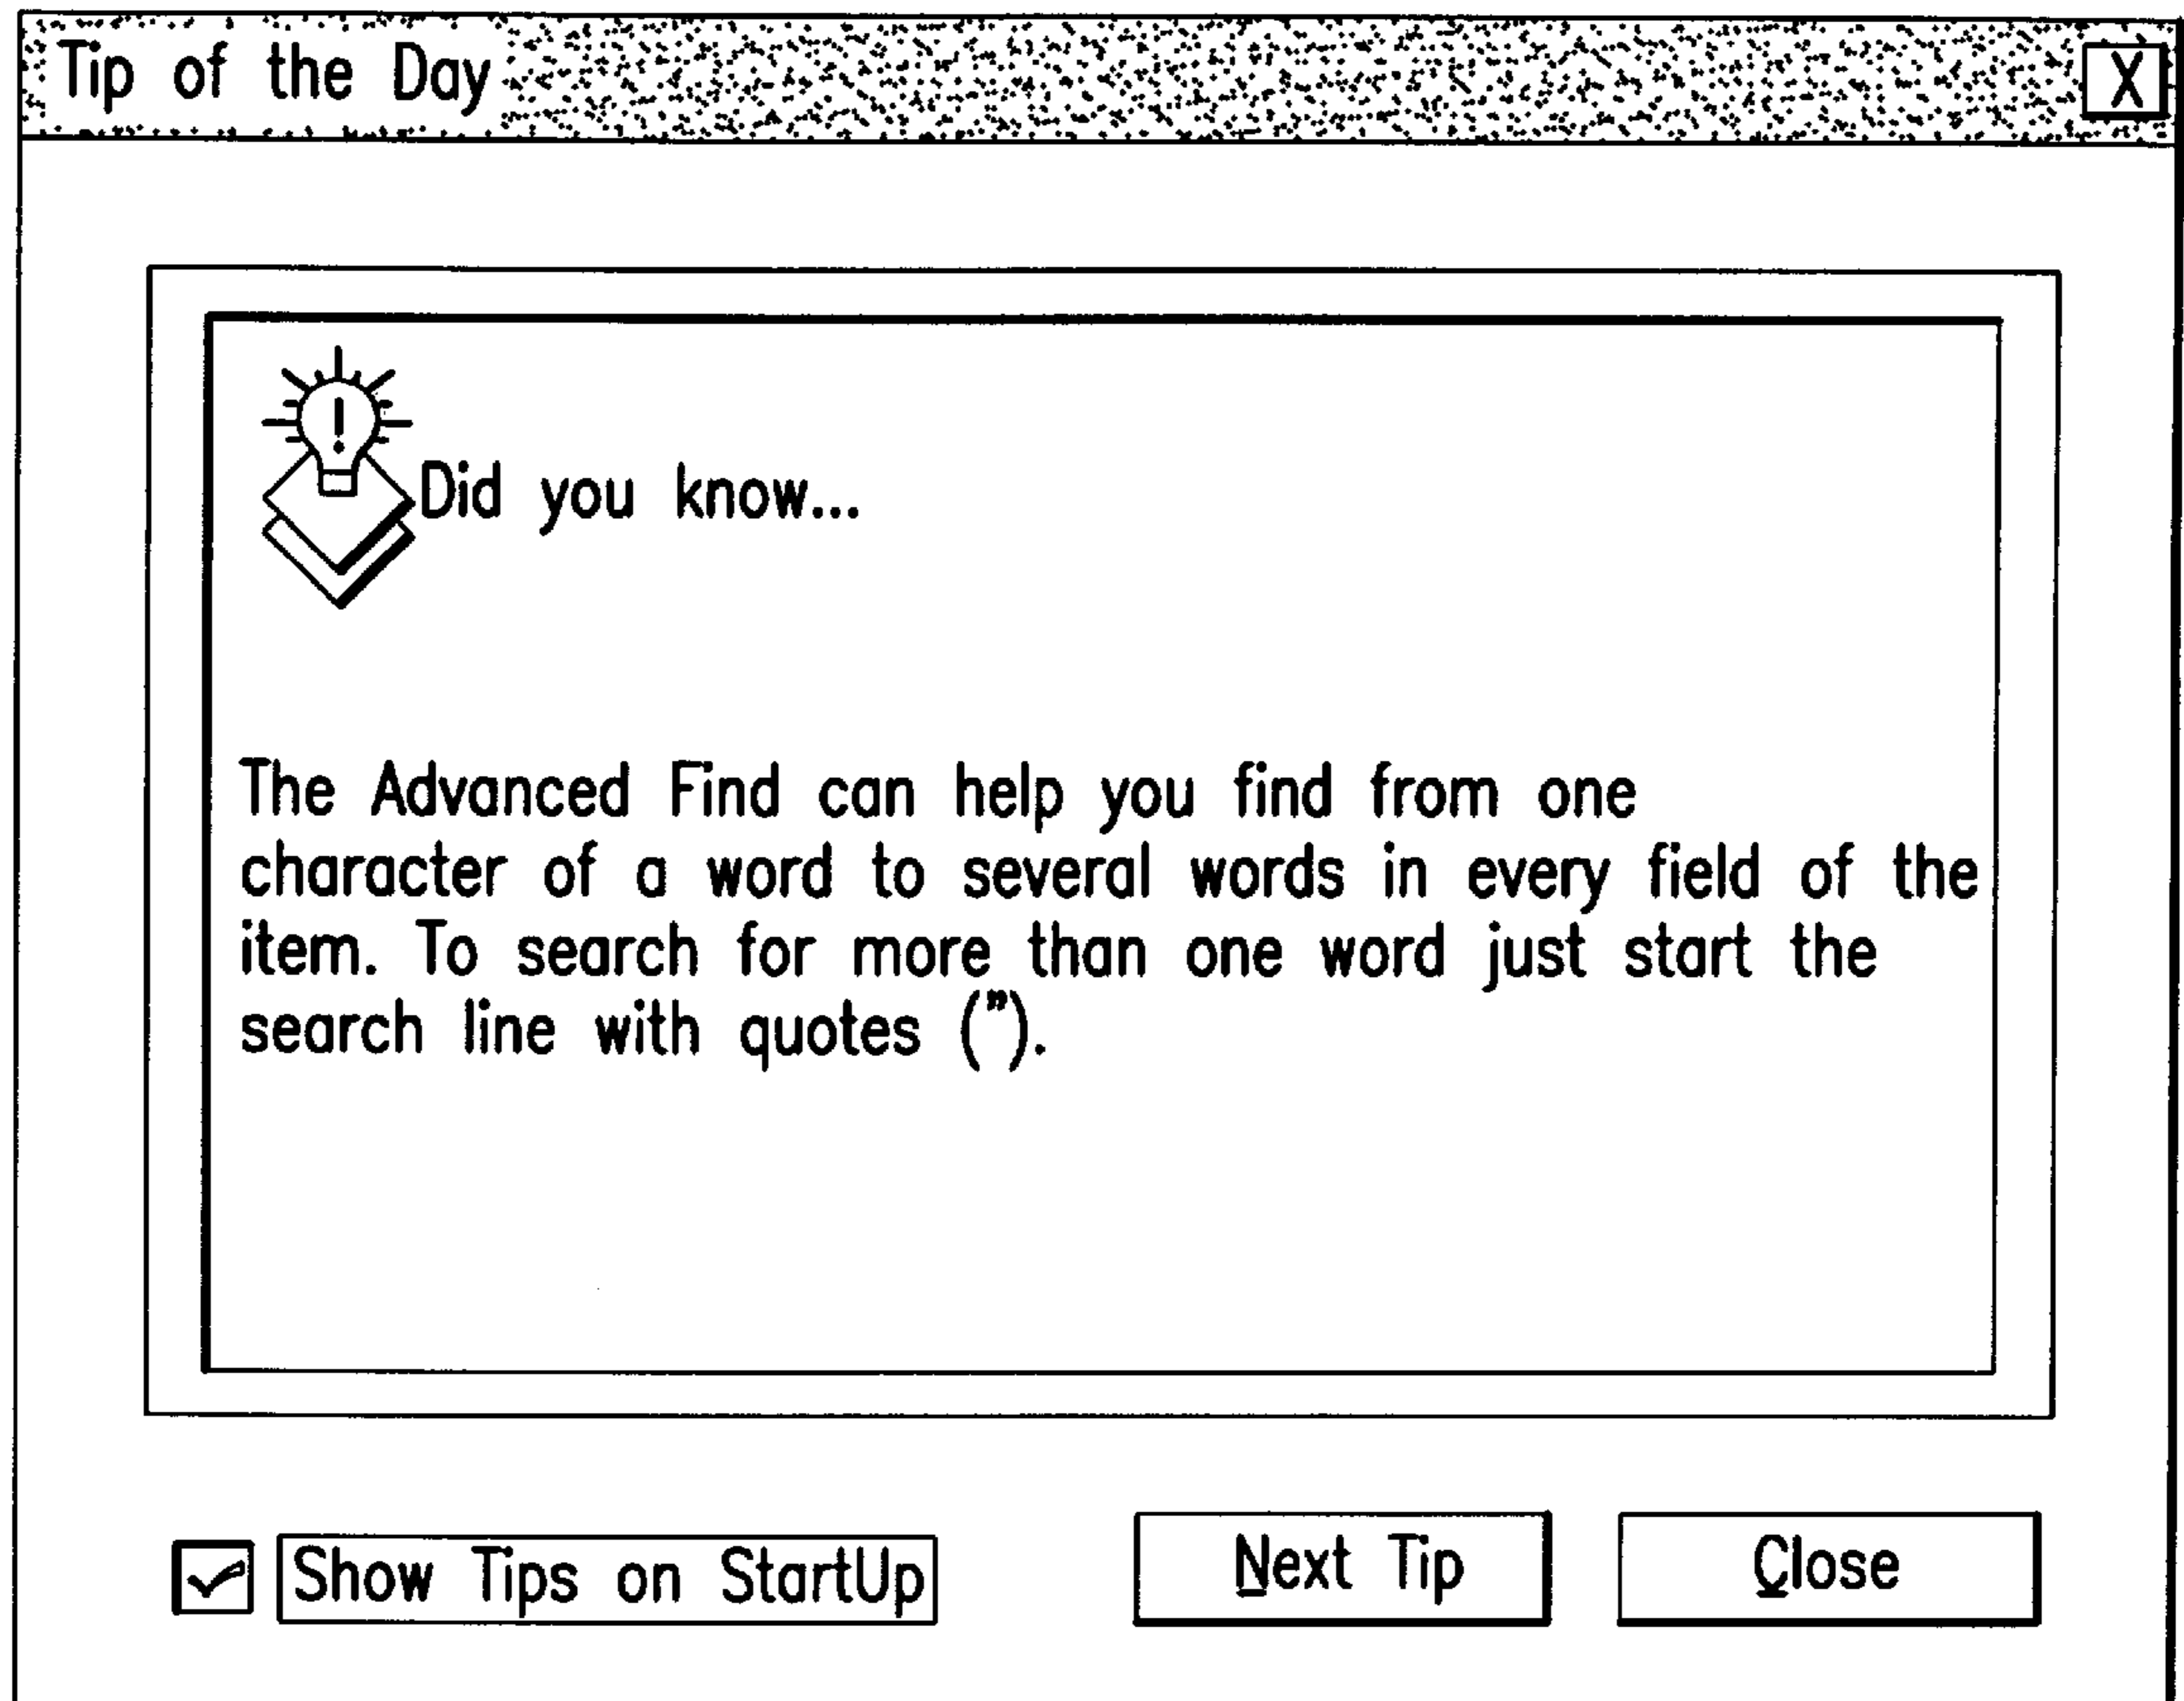 Tip of the Day X
Did you know...
The Advanced Find can help you find from one
character of a word to several words in every field of the
item. To search for more than one word just start the
search line with quotes (").
Show Tips on StartUp Next Tip Close